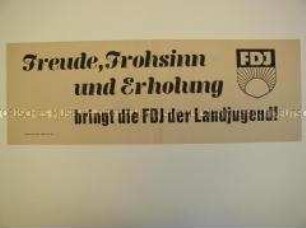 Freude, Frohsinn
und Erholung
bringt die FDJ der Landjugend!
FDJ